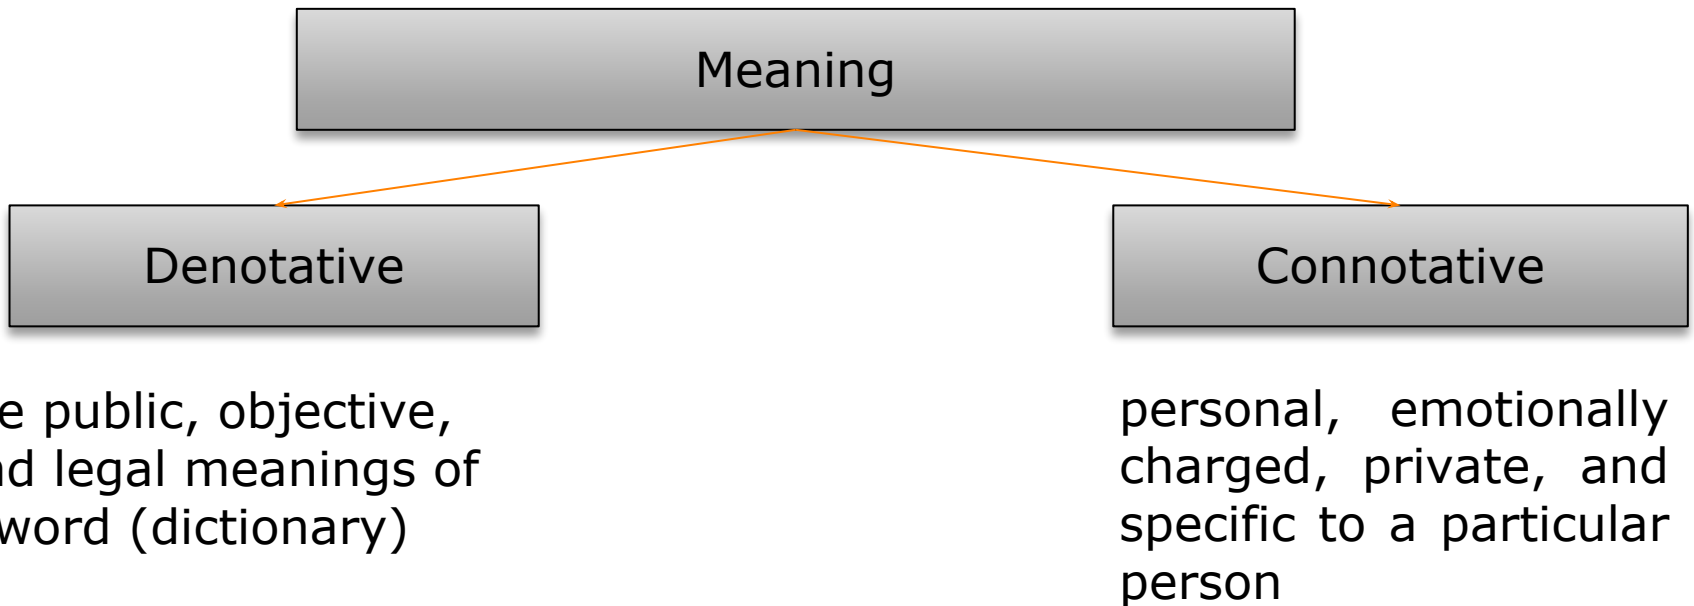 Meaning
Denotative
Connotative
e public, objective,
d legal meanings of
word (dictionary)
personal, emotionally
charged, private, and
specific to a particular
person